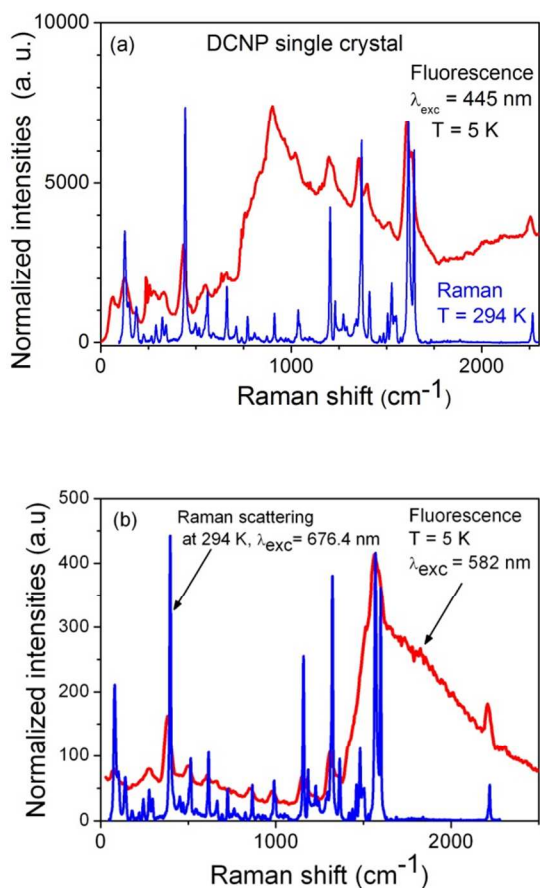 (a)
DCNP single crystal
Fluorescence
λexc = 445 nm
T = 5 K
Raman
T = 294 K
10000
5000
0
Normalized intensities (a. u.)
1000
2000
Raman shift (cm-1)
(b)
Raman scattering
at 294 K, λexc= 676.4 nm
Fluorescence
T = 5 K
λexc = 582 nm
500
400
300
200
100
0
Normalized intensities (a.u)
0
1000
2000
Raman shift (cm-1)